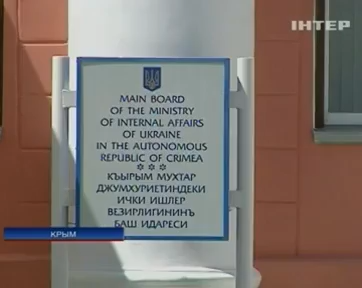 ІНТЕР
MAIN BOARD
OF THE MINISTRY
OF INTERNAL AFFAIRS
OF UKRAINE
IN THE AUTONOMOUS
REPUBLIC OF CRIMEA
***
КЪЫРЫМ МУХТАР
ДЖУМХУРИЕТИНДЕКИ
ИЧКИ ИШЛЕР
ВЕЗИРЛИГИНИНЪ
БАШ ИДАРЕСИ
КРЫМ